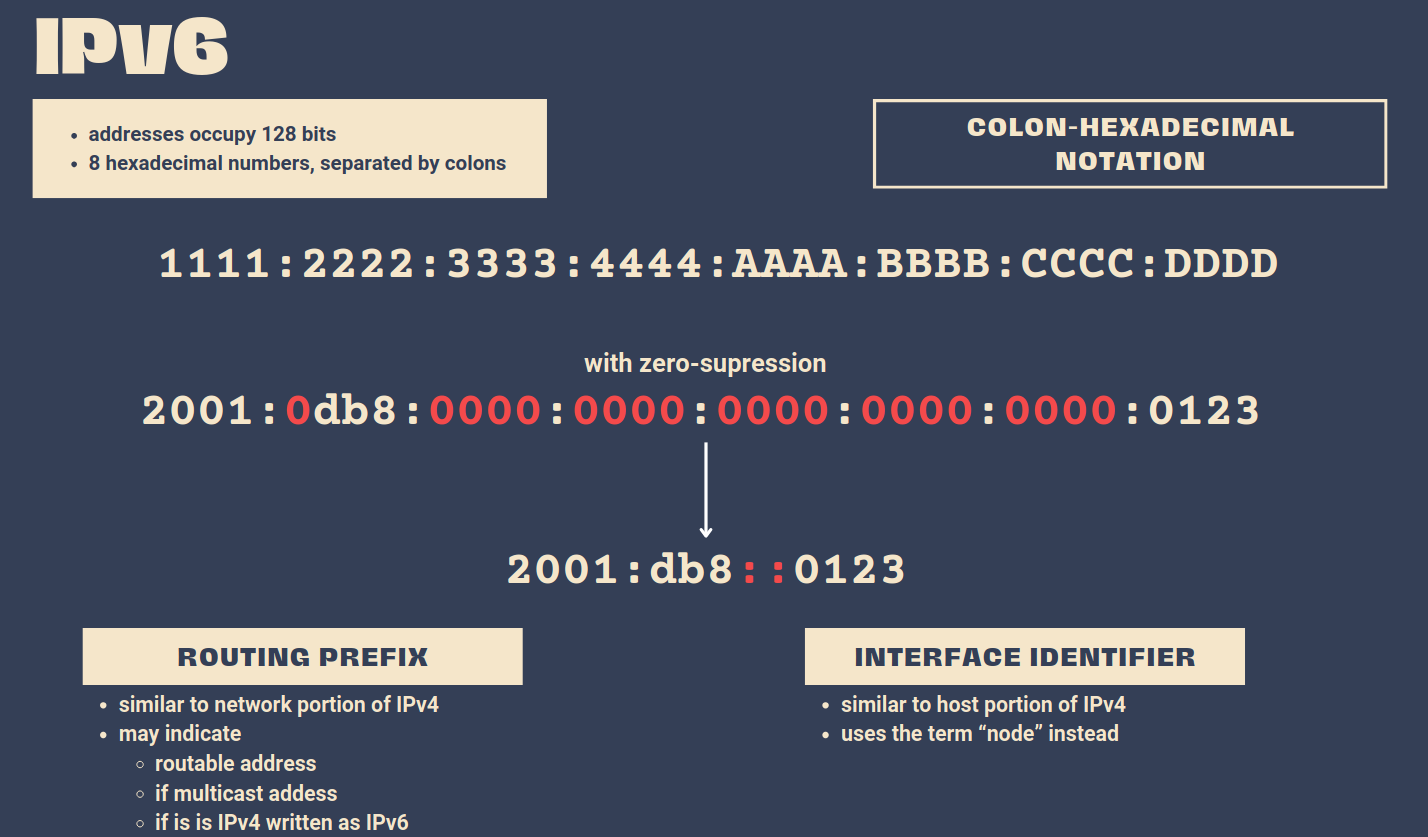 IPv6
• addresses occupy 128 bits
• 8 hexadecimal numbers, separated by colons
COLON-HEXADECIMAL
NOTATION
1111:2222:3333:4444:AAAA:BBBB:CCCC:DDDD
with zero-supression
2001:0db8:0000:0000:0000:0000:0000:0123
2001:db8::0123
ROUTING PREFIX
• similar to network portion of IPv4
• may indicate
○ routable address
○ if multicast addess
○ if is is IPv4 written as IPv6
INTERFACE IDENTIFIER
• similar to host portion of IPv4
• uses the term “node” instead